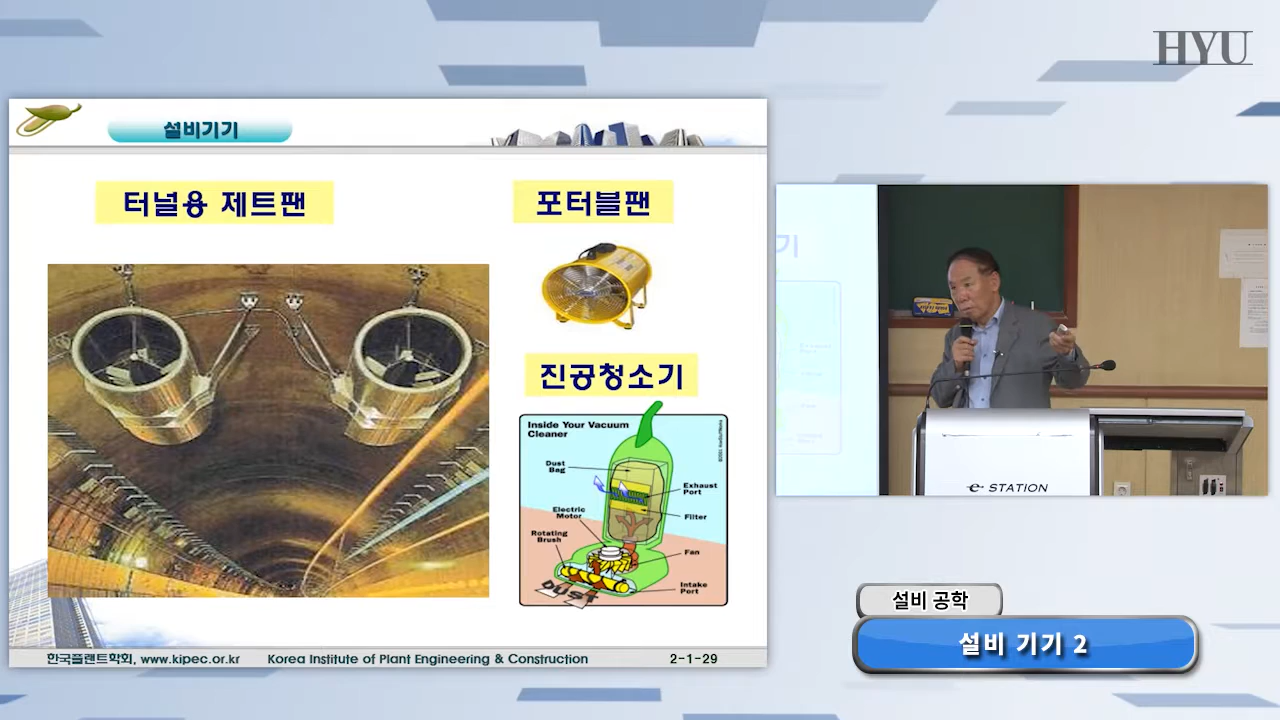 HYU
설비기기
터널용 제트팬
포터블팬
진공청소기
Inside Your Vacuum
Cleaner
Dust
Bag
Exhaust
Port
Electric
Motor
Filter
Rotating
Brush
Fan
Intake
Port
DUST
한국플랜트학회, www.kipec.or.kr
Korea Institute of Plant Engineering & Construction
2-1-29
기
e-STATION
설비 공학
설비 기기 2